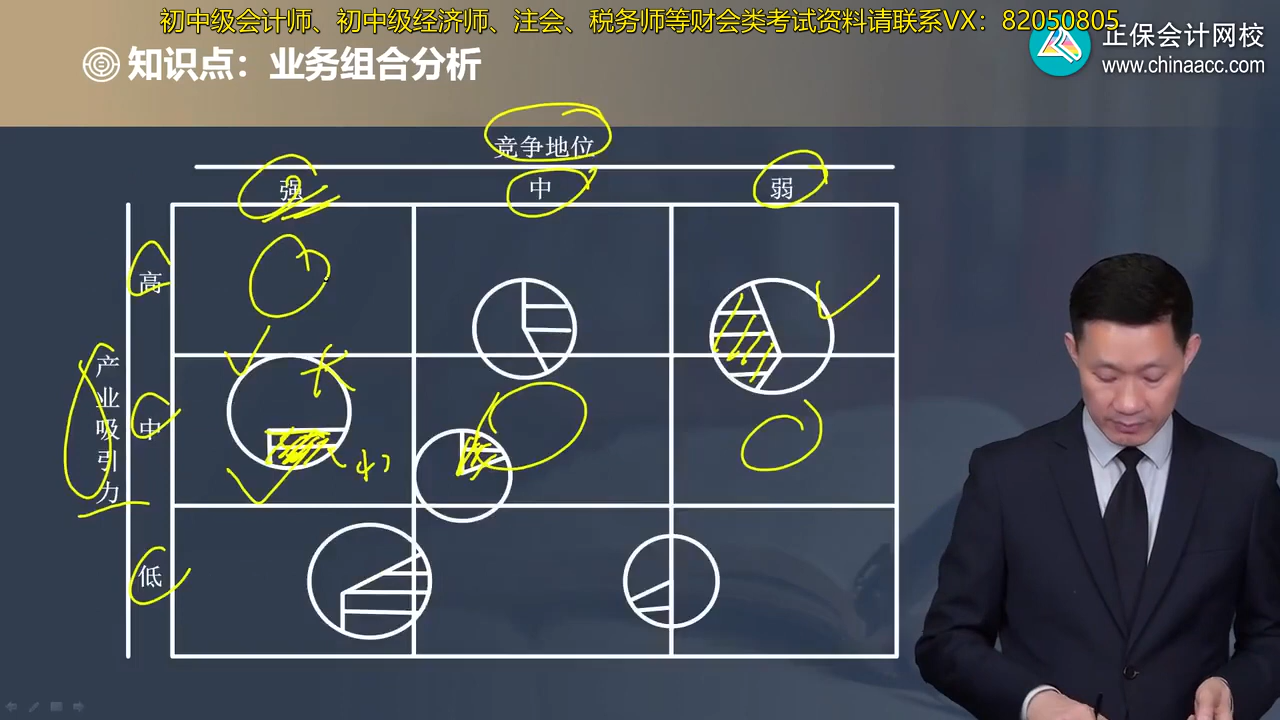 初中级会计师、初中级经济师、注会、税务师等财会类考试资料请联系VX：82050805
正保会计网校
www.chinaacc.com
知识点：业务组合分析
竞争地位
强 中 弱
高
产业吸引力
中
低